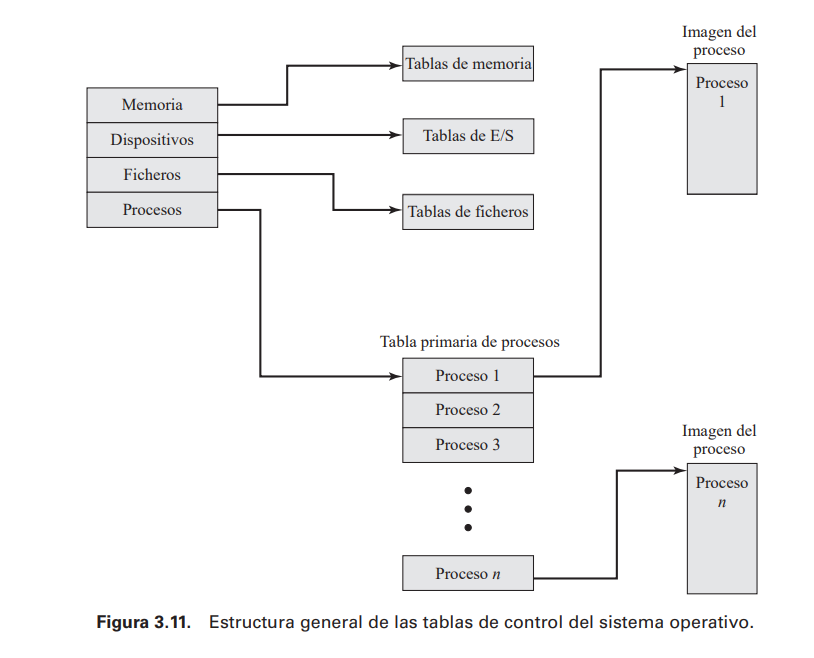 Imagen del
proceso
Tablas de memoria
Proceso
1
Memoria
Dispositivos
Tablas de E/S
Ficheros
Procesos
Tablas de ficheros
Tabla primaria de procesos
Proceso 1
Proceso 2
Proceso 3
Imagen del
proceso
Proceso
n
Proceso n
Figura 3.11. Estructura general de las tablas de control del sistema operativo.